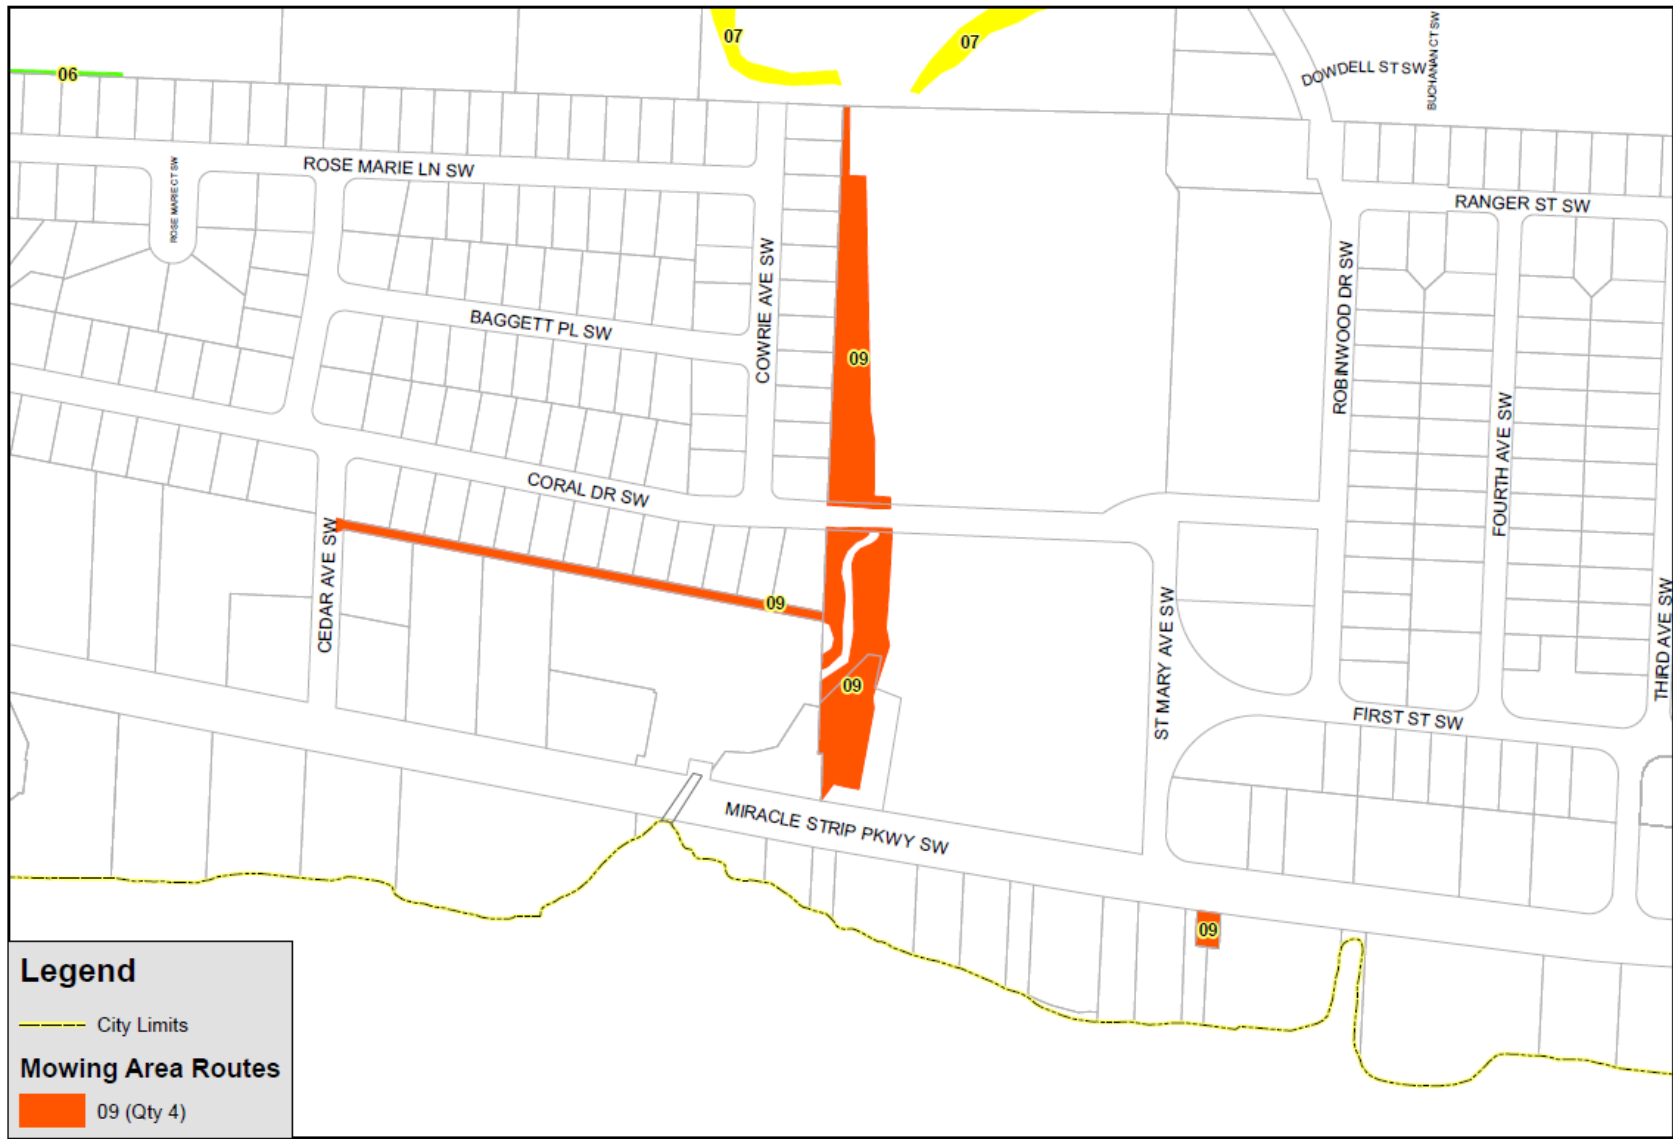 07
07
06
DOWDELL ST SW
BUCHANAN CT SW
ROSE MARIE LN SW
ROSE MARIE CT SW
RANGER ST SW
COWRIE AVE SW
ROBINWOOD DR SW
BAGGETT PL SW
09
FOURTH AVE SW
CORAL DR SW
CEDAR AVE SW
09
ST MARY AVE SW
THIRD AVE SW
09
FIRST ST SW
MIRACLE STRIP PKWY SW
09
Legend
City Limits
Mowing Area Routes
09 (Qty 4)